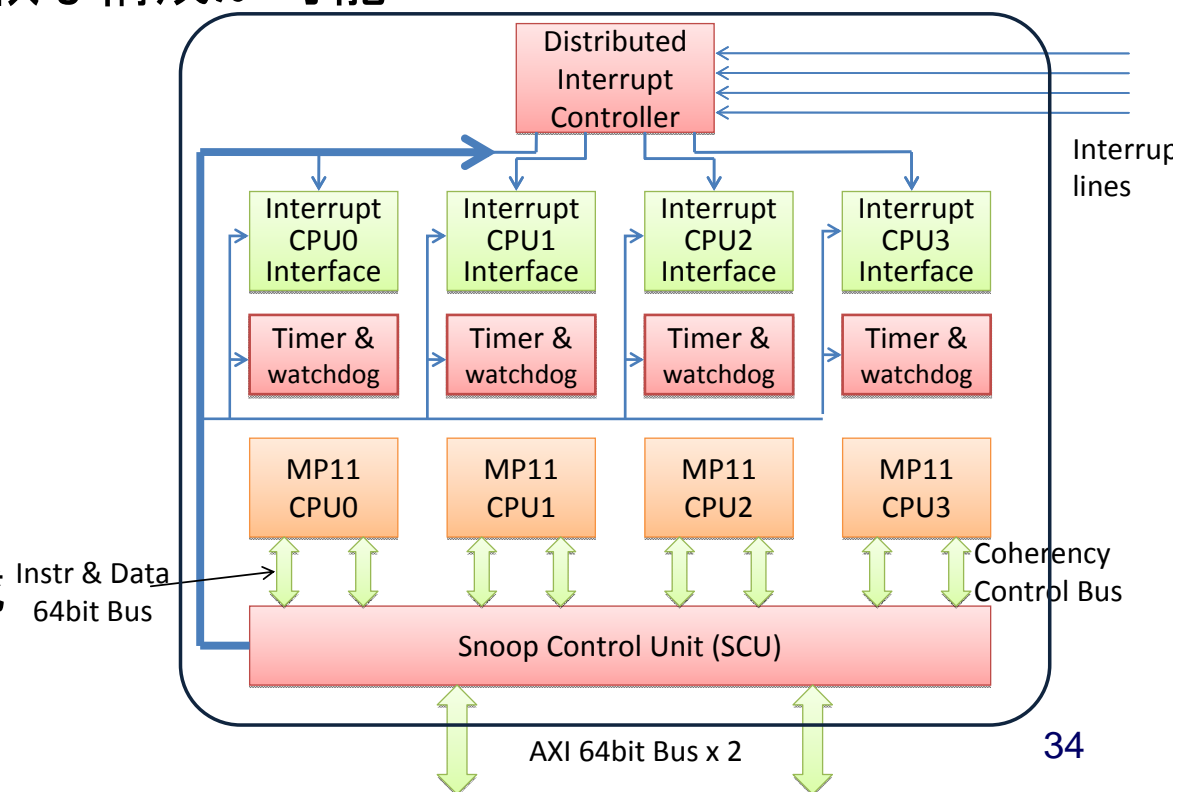 Distributed
Interrupt
Controller
lines
Interrupt
CPU0
Interface
Interrupt
CPU1
Interface
Interrupt
CPU2
Interface
Interrupt
CPU3
Interface
Timer &
watchdog
Timer &
watchdog
Timer &
watchdog
Timer &
watchdog
MP11
CPU0
MP11
CPU1
MP11
CPU2
MP11
CPU3
Instr & Data
64bit Bus
Coherency
Control Bus
Snoop Control Unit (SCU)
AXI 64bit Bus x 2
34